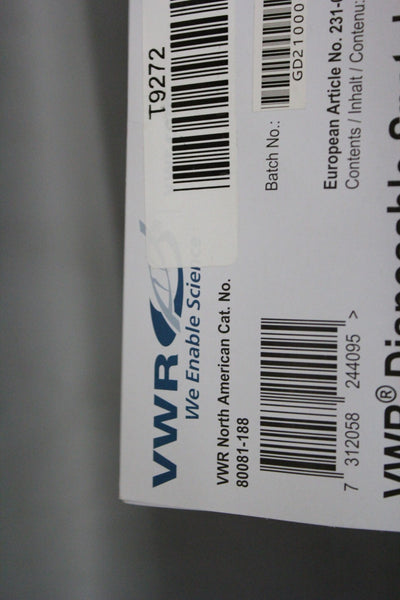 T9272
GD21000
Batch No.:
European Article No. 231-
Contents / Inhalt / Contenu:
VWR
We Enable Science
VWR North American Cat. No.
80081-188
7 312058 244095 >
VWR® Disposable